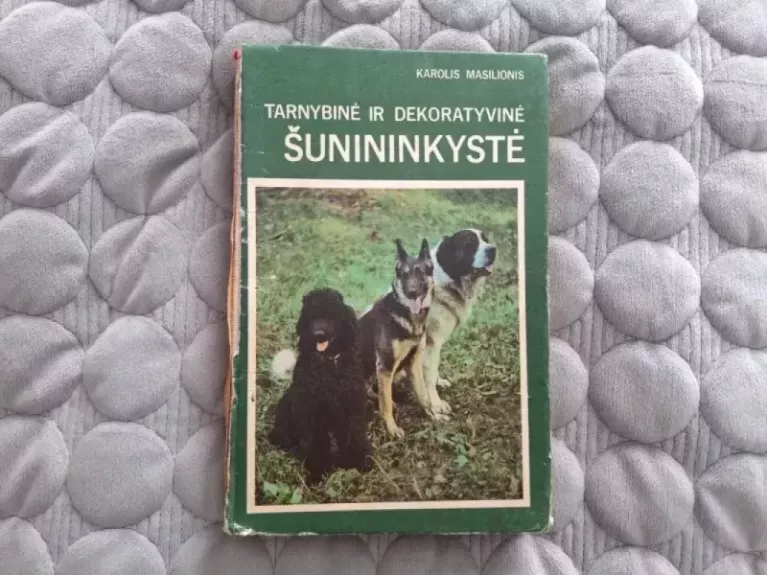 KAROLIS MASILIONIS
TARNYBINĖ IR DEKORATYVINĖ
ŠUNININKYSTĖ